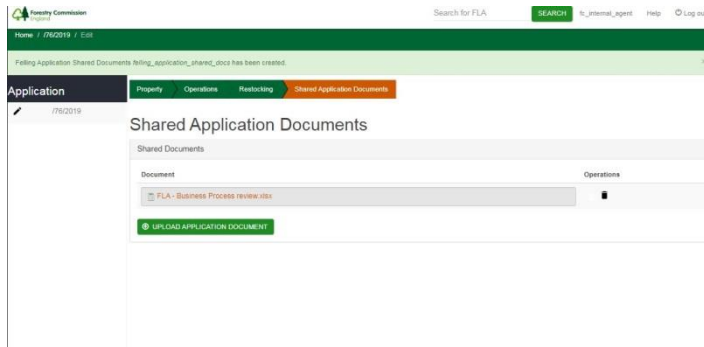 Forestry Commission
England
Search for FLA
SEARCH
fc_internal_agent
Help
Log ou
Home / /76/2019 / Edit
Felling Application Shared Documents felling_application_shared_docs has been created.
Application
/76/2019
Property
Operations
Restocking
Shared Application Documents
Shared Application Documents
Shared Documents
Document
Operations
FLA - Business Process review.xlsx
UPLOAD APPLICATION DOCUMENT